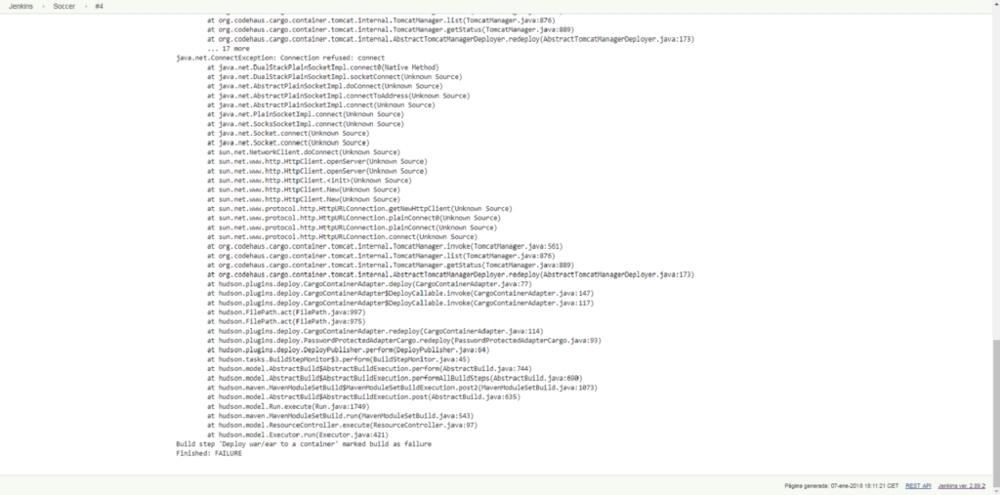 Jenkins › Soccer › #4
at org.codehaus.cargo.container.tomcat.internal.TomcatManager.list(TomcatManager.java:876)
at org.codehaus.cargo.container.tomcat.internal.TomcatManager.getStatus(TomcatManager.java:889)
at org.codehaus.cargo.container.tomcat.internal.AbstractTomcatManagerDeployer.redeploy(AbstractTomcatManagerDeployer.java:173)
... 17 more
java.net.ConnectException: Connection refused: connect
at java.net.DualStackPlainSocketImpl.connect0(Native Method)
at java.net.DualStackPlainSocketImpl.socketConnect(Unknown Source)
at java.net.AbstractPlainSocketImpl.doConnect(Unknown Source)
at java.net.AbstractPlainSocketImpl.connectToAddress(Unknown Source)
at java.net.AbstractPlainSocketImpl.connect(Unknown Source)
at java.net.PlainSocketImpl.connect(Unknown Source)
at java.net.SocksSocketImpl.connect(Unknown Source)
at java.net.Socket.connect(Unknown Source)
at java.net.Socket.connect(Unknown Source)
at sun.net.NetworkClient.doConnect(Unknown Source)
at sun.net.www.http.HttpClient.openServer(Unknown Source)
at sun.net.www.http.HttpClient.openServer(Unknown Source)
at sun.net.www.http.HttpClient.<init>(Unknown Source)
at sun.net.www.http.HttpClient.New(Unknown Source)
at sun.net.www.http.HttpClient.New(Unknown Source)
at sun.net.www.protocol.http.HttpURLConnection.getNewHttpClient(Unknown Source)
at sun.net.www.protocol.http.HttpURLConnection.plainConnect0(Unknown Source)
at sun.net.www.protocol.http.HttpURLConnection.plainConnect(Unknown Source)
at sun.net.www.protocol.http.HttpURLConnection.connect(Unknown Source)
at org.codehaus.cargo.container.tomcat.internal.TomcatManager.invoke(TomcatManager.java:561)
at org.codehaus.cargo.container.tomcat.internal.TomcatManager.list(TomcatManager.java:876)
at org.codehaus.cargo.container.tomcat.internal.TomcatManager.getStatus(TomcatManager.java:889)
at org.codehaus.cargo.container.tomcat.internal.AbstractTomcatManagerDeployer.redeploy(AbstractTomcatManagerDeployer.java:173)
at hudson.plugins.deploy.CargoContainerAdapter.deploy(CargoContainerAdapter.java:77)
at hudson.plugins.deploy.CargoContainerAdapter$DeployCallable.invoke(CargoContainerAdapter.java:147)
at hudson.plugins.deploy.CargoContainerAdapter$DeployCallable.invoke(CargoContainerAdapter.java:117)
at hudson.FilePath.act(FilePath.java:997)
at hudson.FilePath.act(FilePath.java:975)
at hudson.plugins.deploy.CargoContainerAdapter.redeploy(CargoContainerAdapter.java:114)
at hudson.plugins.deploy.PasswordProtectedAdapterCargo.redeploy(PasswordProtectedAdapterCargo.java:93)
at hudson.plugins.deploy.DeployPublisher.perform(DeployPublisher.java:64)
at hudson.tasks.BuildStepMonitor$3.perform(BuildStepMonitor.java:45)
at hudson.model.AbstractBuild$AbstractBuildExecution.perform(AbstractBuild.java:744)
at hudson.model.AbstractBuild$AbstractBuildExecution.performAllBuildSteps(AbstractBuild.java:690)
at hudson.maven.MavenModuleSetBuild$MavenModuleSetBuildExecution.post2(MavenModuleSetBuild.java:1073)
at hudson.model.AbstractBuild$AbstractBuildExecution.post(AbstractBuild.java:635)
at hudson.model.Run.execute(Run.java:1749)
at hudson.maven.MavenModuleSetBuild.run(MavenModuleSetBuild.java:543)
at hudson.model.ResourceController.execute(ResourceController.java:97)
at hudson.model.Executor.run(Executor.java:421)
Build step 'Deploy war/ear to a container' marked build as failure
Finished: FAILURE
Página generada: 07-ene-2018 18:11:21 CET REST API Jenkins ver. 2.89.2